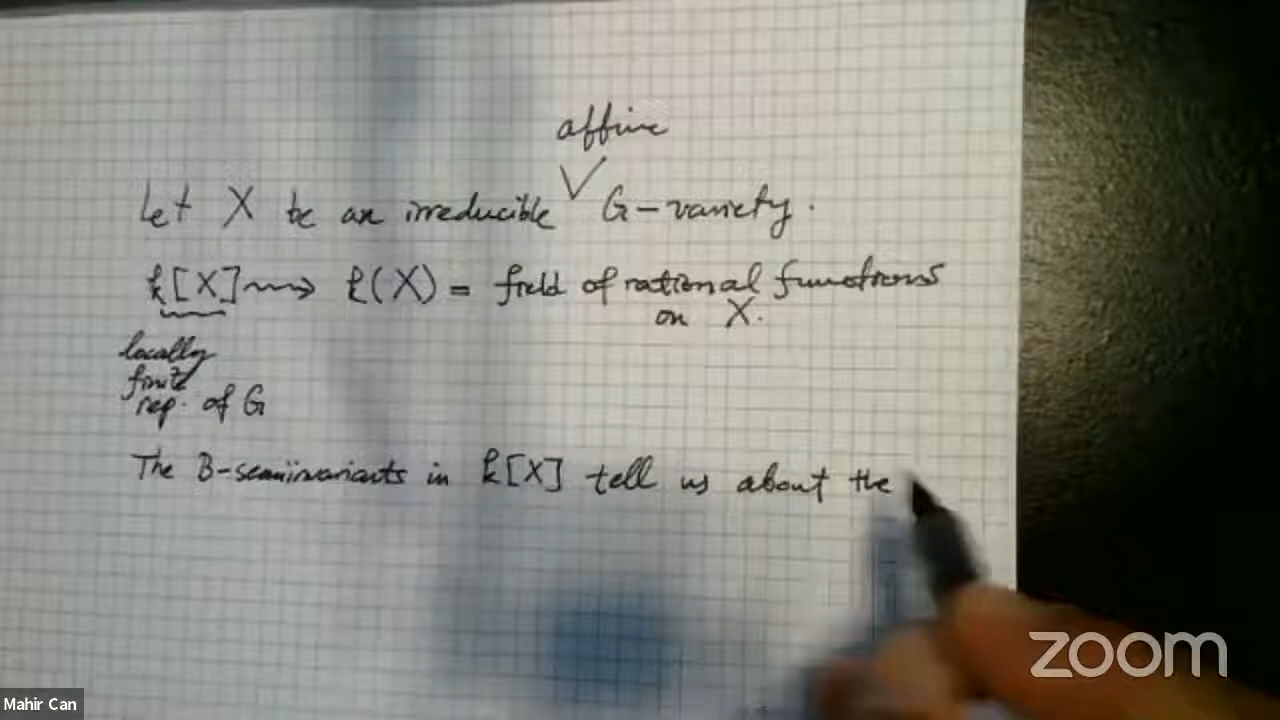 affine
Let X be an irreducible ∨ G-variety.
k[X] ⇝ k(X) = field of rational functions
on X.
locally
finite
rep. of G
The B-semiinvariants in k[X] tell us about the
zoom
Mahir Can